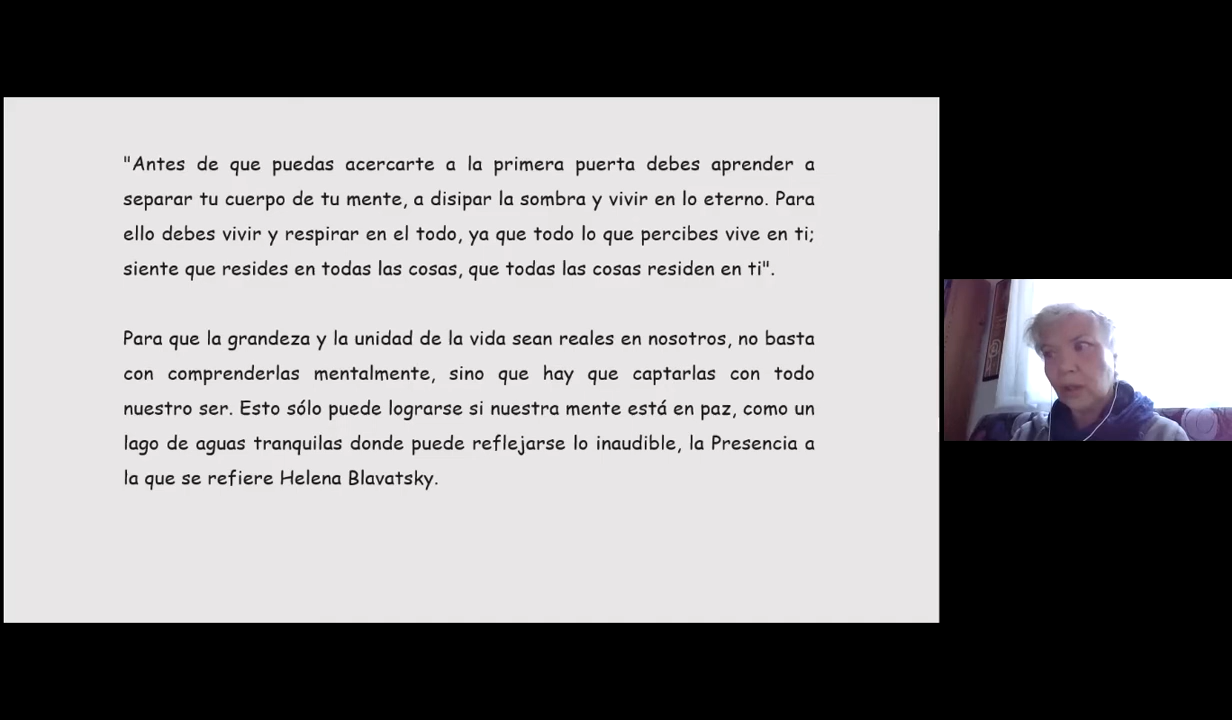 "Antes de que puedas acercarte a la primera puerta debes aprender a
separar tu cuerpo de tu mente, a disipar la sombra y vivir en lo eterno. Para
ello debes vivir y respirar en el todo, ya que todo lo que percibes vive en ti;
siente que resides en todas las cosas, que todas las cosas residen en ti".
Para que la grandeza y la unidad de la vida sean reales en nosotros, no basta
con comprenderlas mentalmente, sino que hay que captarlas con todo
nuestro ser. Esto sólo puede lograrse si nuestra mente está en paz, como un
lago de aguas tranquilas donde puede reflejarse lo inaudible, la Presencia a
la que se refiere Helena Blavatsky.